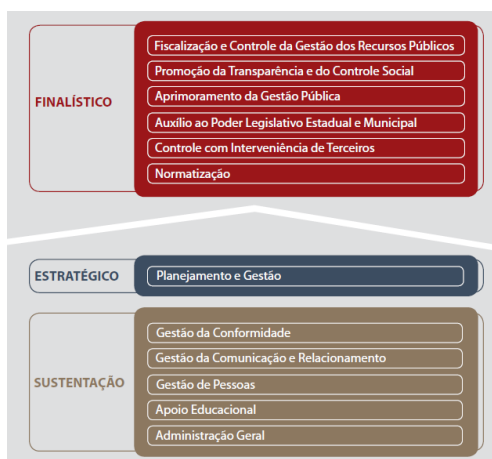 FINALÍSTICO
Fiscalização e Controle da Gestão dos Recursos Públicos
Promoção da Transparência e do Controle Social
Aprimoramento da Gestão Pública
Auxílio ao Poder Legislativo Estadual e Municipal
Controle com Interveniência de Terceiros
Normatização
ESTRATÉGICO
Planejamento e Gestão
SUSTENTAÇÃO
Gestão da Conformidade
Gestão da Comunicação e Relacionamento
Gestão de Pessoas
Apoio Educacional
Administração Geral